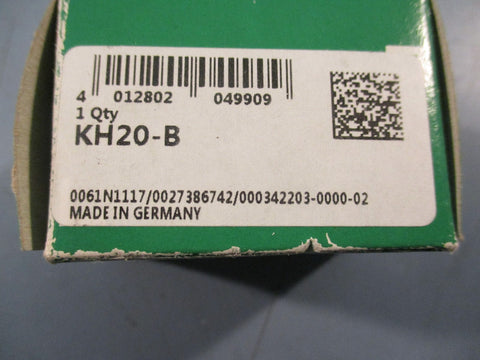 4 012802 049909
1 Qty
KH20-B
0061N1117/0027386742/000342203-0000-02
MADE IN GERMANY